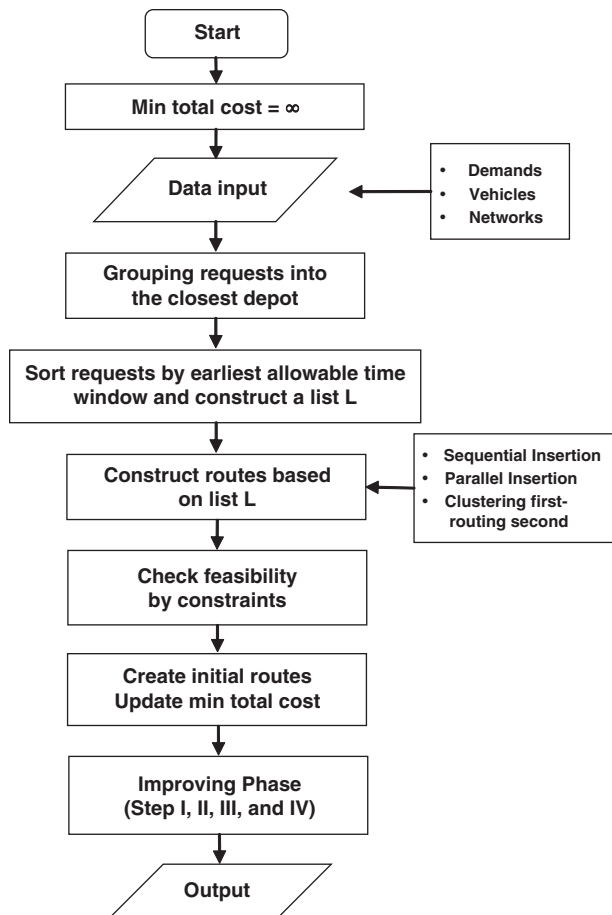 Start
Min total cost = ∞
Data input
• Demands
• Vehicles
• Networks
Grouping requests into
the closest depot
Sort requests by earliest allowable time
window and construct a list L
Construct routes based
on list L
• Sequential Insertion
• Parallel Insertion
• Clustering first-
routing second
Check feasibility
by constraints
Create initial routes
Update min total cost
Improving Phase
(Step I, II, III, and IV)
Output